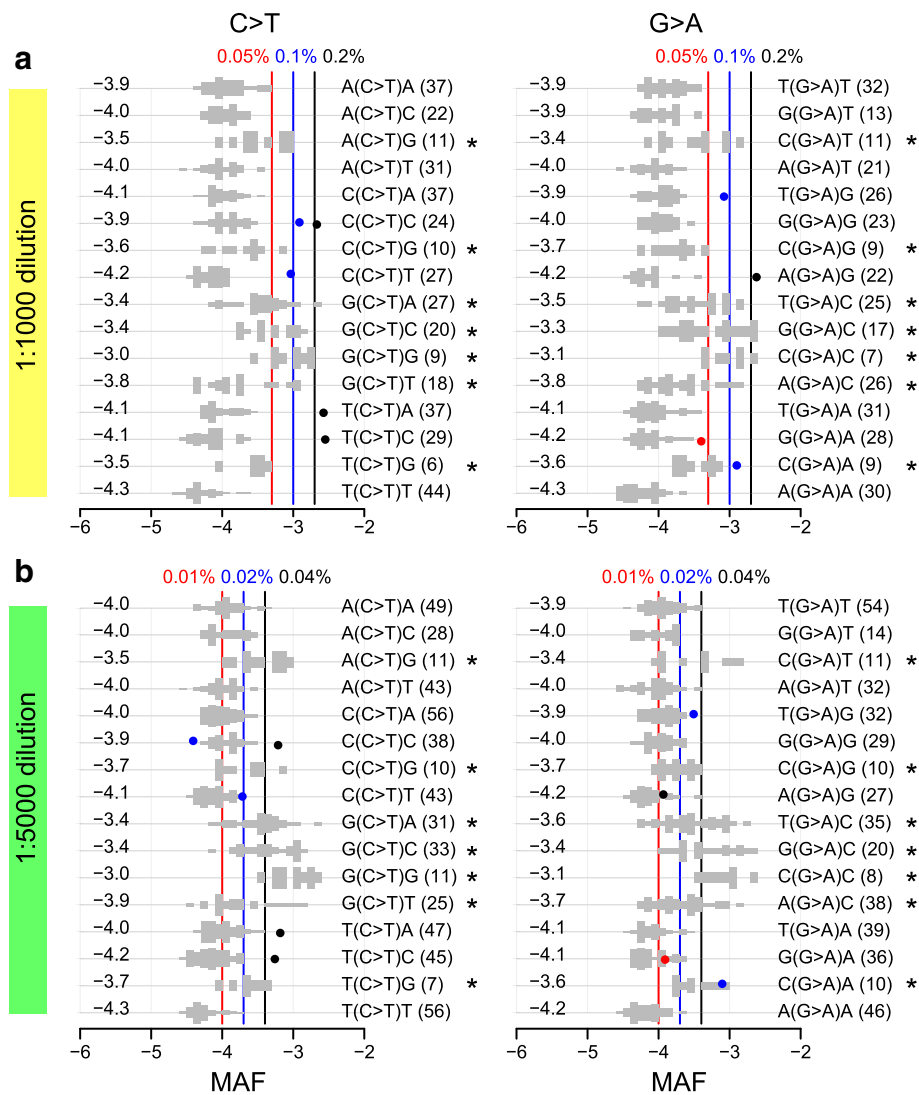 C>T G>A
a 0.05% 0.1% 0.2% 0.05% 0.1% 0.2%
−3.9 A(C>T)A (37) −3.9 T(G>A)T (32)
−4.0 A(C>T)C (22) −3.9 G(G>A)T (13)
−3.5 A(C>T)G (11) * −3.4 C(G>A)T (11) *
−4.0 A(C>T)T (31) −4.0 A(G>A)T (21)
−4.1 C(C>T)A (37) −3.9 T(G>A)G (26)
−3.9 C(C>T)C (24) −4.0 G(G>A)G (23)
−3.6 C(C>T)G (10) * −3.7 C(G>A)G (9) *
−4.2 C(C>T)T (27) −4.2 A(G>A)G (22)
−3.4 G(C>T)A (27) * −3.5 T(G>A)C (25) *
−3.4 G(C>T)C (20) * −3.3 G(G>A)C (17) *
−3.0 G(C>T)G (9) * −3.1 C(G>A)C (7) *
−3.8 G(C>T)T (18) * −3.8 A(G>A)C (26) *
−4.1 T(C>T)A (37) −4.1 T(G>A)A (31)
−4.1 T(C>T)C (29) −4.2 G(G>A)A (28)
−3.5 T(C>T)G (6) * −3.6 C(G>A)A (9) *
−4.3 T(C>T)T (44) −4.3 A(G>A)A (30)
1:1000 dilution
−6 −5 −4 −3 −2 −6 −5 −4 −3 −2
b 0.01% 0.02% 0.04% 0.01% 0.02% 0.04%
−4.0 A(C>T)A (49) −3.9 T(G>A)T (54)
−4.0 A(C>T)C (28) −4.0 G(G>A)T (14)
−3.5 A(C>T)G (11) * −3.4 C(G>A)T (11) *
−4.0 A(C>T)T (43) −4.0 A(G>A)T (32)
−4.0 C(C>T)A (56) −3.9 T(G>A)G (32)
−3.9 C(C>T)C (38) −4.0 G(G>A)G (29)
−3.7 C(C>T)G (10) * −3.7 C(G>A)G (10) *
−4.1 C(C>T)T (43) −4.2 A(G>A)G (27)
−3.4 G(C>T)A (31) * −3.6 T(G>A)C (35) *
−3.4 G(C>T)C (33) * −3.4 G(G>A)C (20) *
−3.0 G(C>T)G (11) * −3.1 C(G>A)C (8) *
−3.9 G(C>T)T (25) * −3.7 A(G>A)C (38) *
−4.0 T(C>T)A (47) −4.1 T(G>A)A (39)
−4.2 T(C>T)C (45) −4.1 G(G>A)A (36)
−3.7 T(C>T)G (7) * −3.6 C(G>A)A (10) *
−4.3 T(C>T)T (56) −4.2 A(G>A)A (46)
1:5000 dilution
−6 −5 −4 −3 −2 −6 −5 −4 −3 −2
MAF MAF